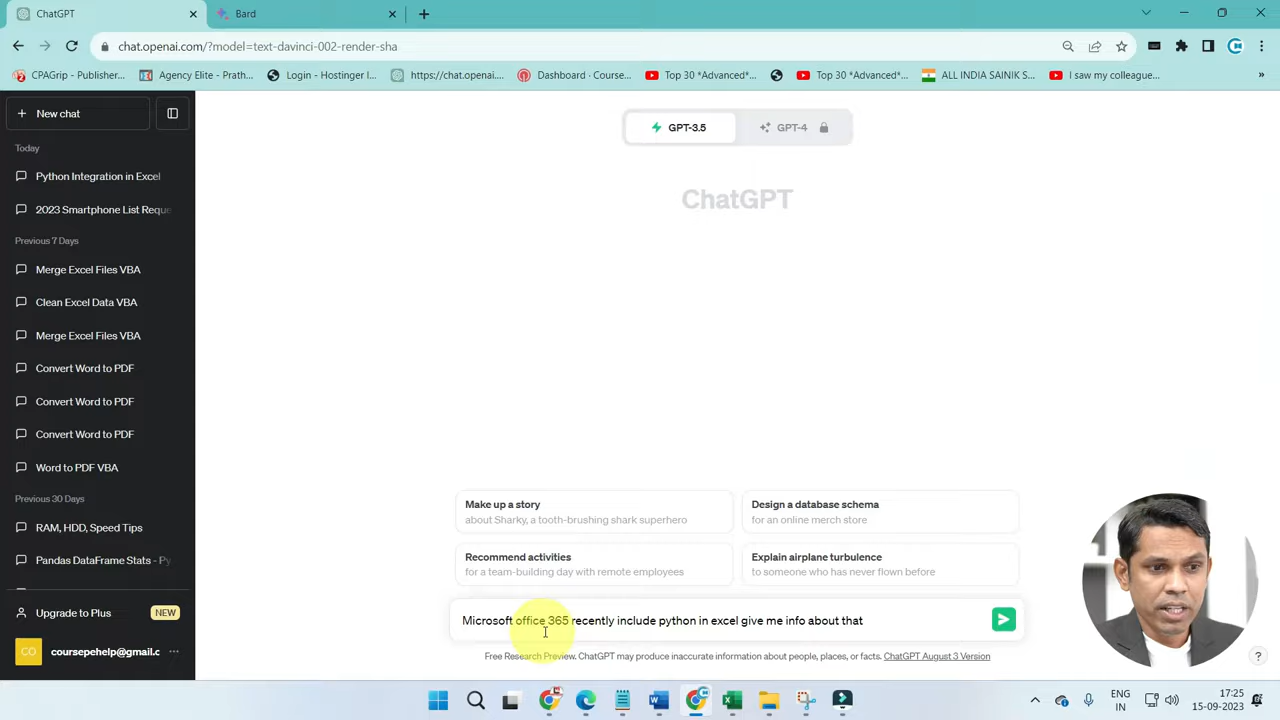 ChatGPT
Bard
chat.openai.com/?model=text-davinci-002-render-sha
CPAGrip - Publisher...
Agency Elite - Prath...
Login - Hostinger I...
https://chat.openai....
Dashboard · Course...
Top 30 *Advanced*...
Top 30 *Advanced*...
ALL INDIA SAINIK S...
I saw my colleague...
New chat
Today
Python Integration in Excel
2023 Smartphone List Reque
Previous 7 Days
Merge Excel Files VBA
Clean Excel Data VBA
Merge Excel Files VBA
Convert Word to PDF
Convert Word to PDF
Convert Word to PDF
Word to PDF VBA
Previous 30 Days
RAM, HDD, Speed Tips
Pandas DataFrame Stats - Py
Upgrade to Plus
NEW
CO
coursepehelp@gmail.c
GPT-3.5
GPT-4
ChatGPT
Make up a story
about Sharky, a tooth-brushing shark superhero
Design a database schema
for an online merch store
Recommend activities
for a team-building day with remote employees
Explain airplane turbulence
to someone who has never flown before
Microsoft office 365 recently include python in excel give me info about that
Free Research Preview. ChatGPT may produce inaccurate information about people, places, or facts. ChatGPT August 3 Version
?
ENG
IN
17:25
15-09-2023